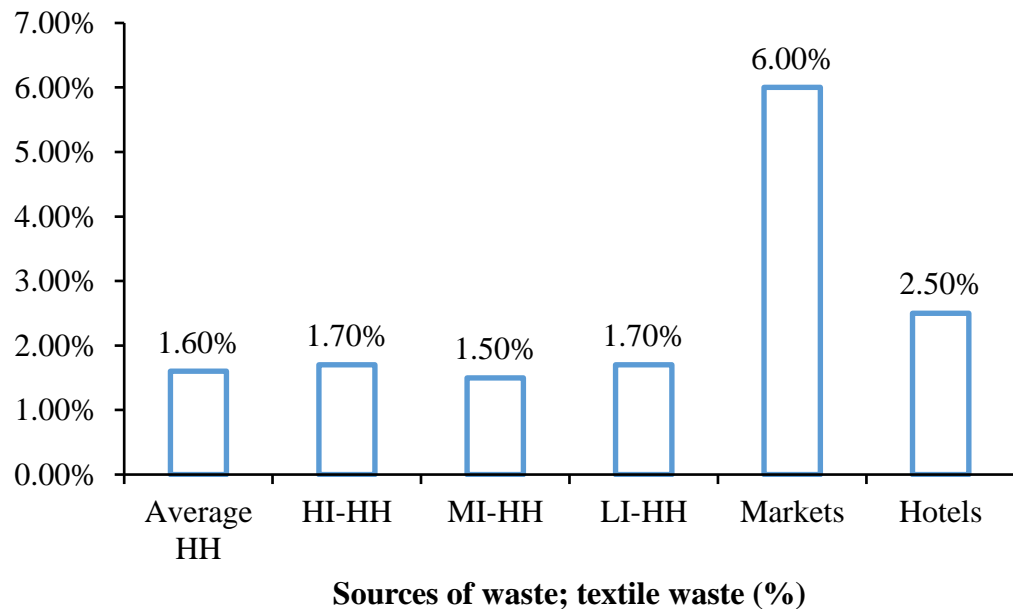 7.00%
6.00%
5.00%
4.00%
3.00%
2.00%
1.00%
0.00%
1.60%
1.70%
1.50%
1.70%
6.00%
2.50%
Average HH
HI-HH
MI-HH
LI-HH
Markets
Hotels
Sources of waste; textile waste (%)